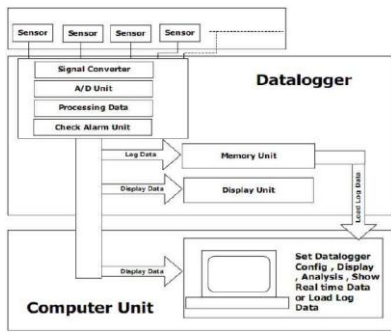 Sensor Sensor Sensor Sensor
Signal Converter
A/D Unit
Processing Data
Check Alarm Unit
Datalogger
Log Data
Memory Unit
Display Data
Display Unit
Load Log Data
Display Data
Set Datalogger
Config , Display
, Analysis , Show
Real time Data
or Load Log
Data
Computer Unit